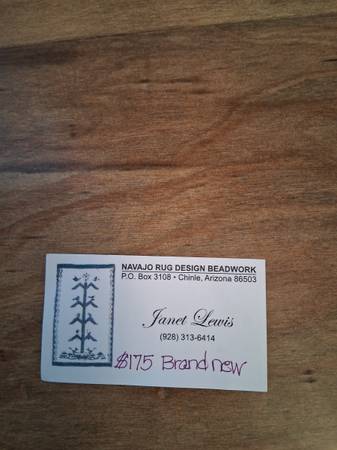 NAVAJO RUG DESIGN BEADWORK
P.O. Box 3108 • Chinle, Arizona 86503
Janet Lewis
(928) 313-6414
$175 Brand new